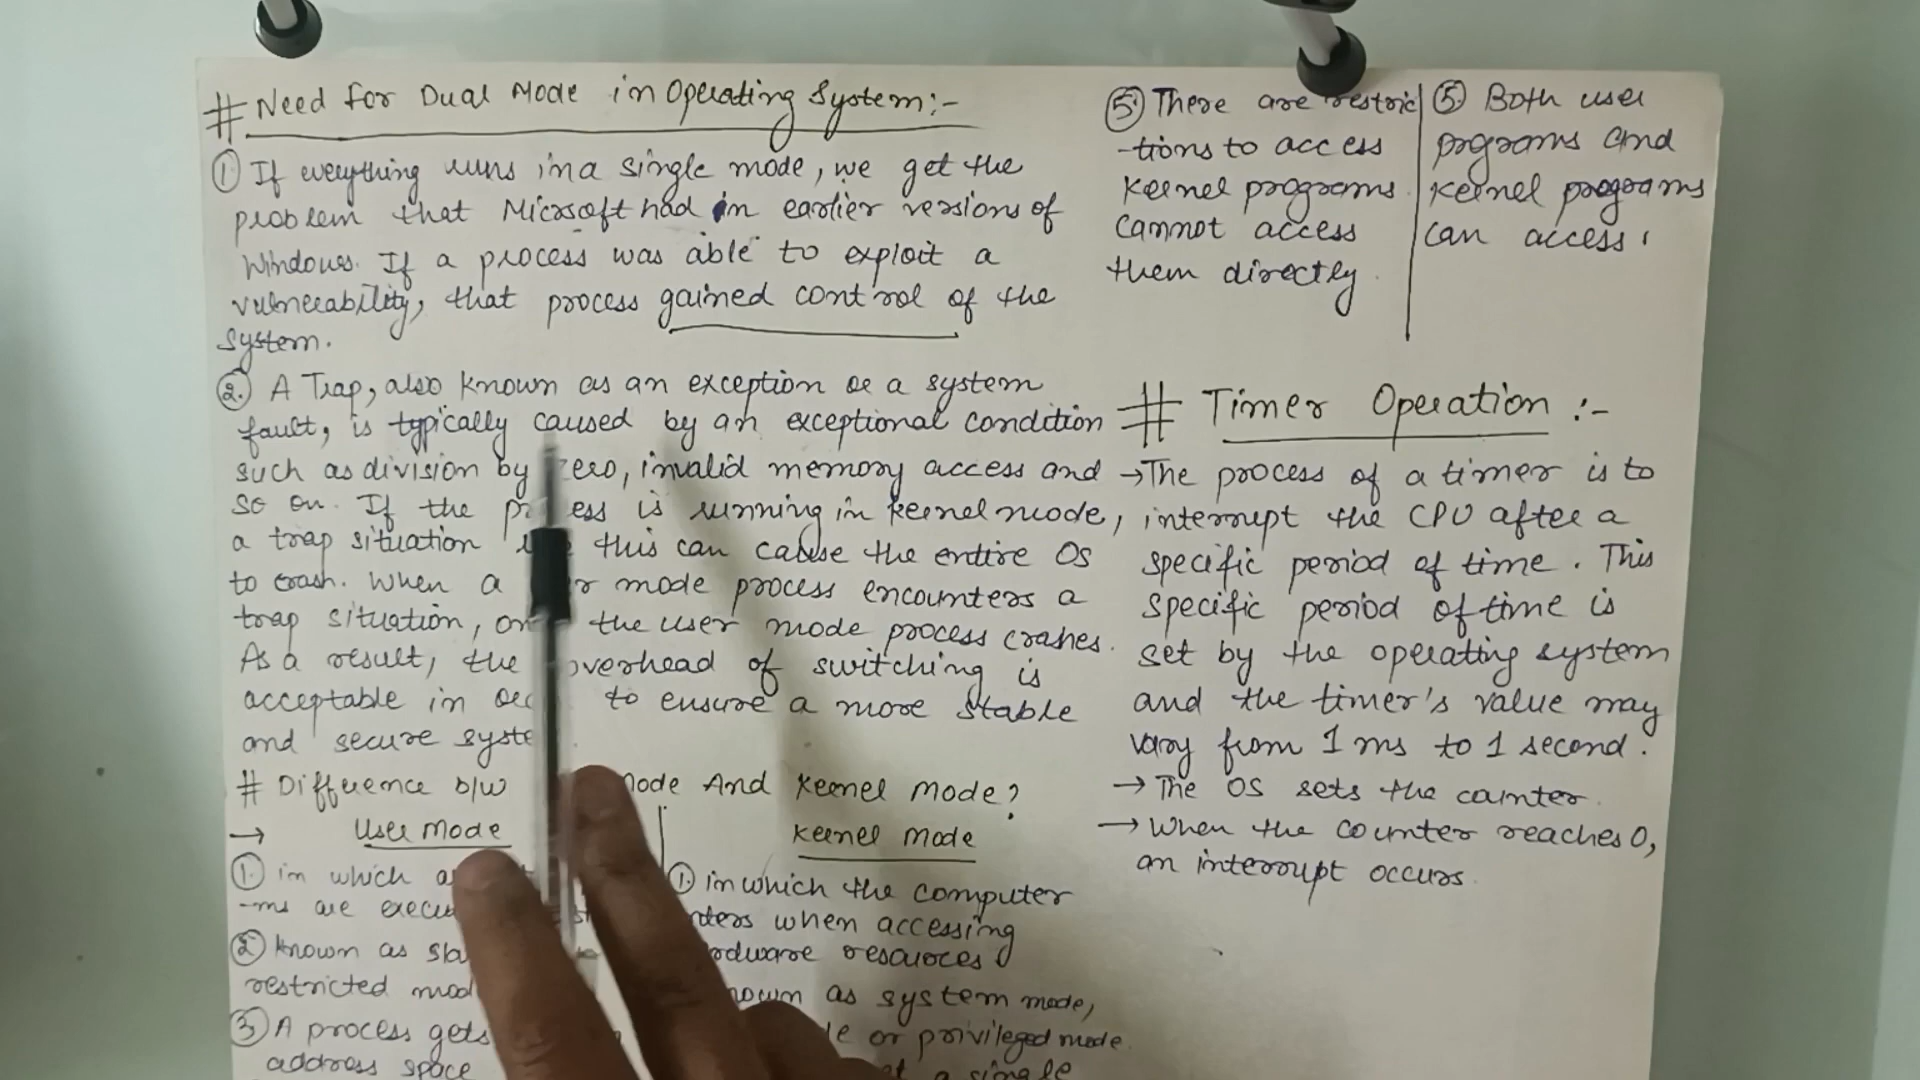 # Need for Dual Mode in Operating System:-
① If everything runs in a single mode, we get the
problem that Microsoft had in earlier versions of
Windows. If a process was able to exploit a
vulnerability, that process gained control of the
system.
② A Trap, also known as an exception or a system
fault, is typically caused by an exceptional condition
such as division by zero, invalid memory access and
so on. If the process is running in kernel mode,
a trap situation this can cause the entire OS
to crash. When a mode process encounters a
trap situation, the user mode process crashes.
As a result, the overhead of switching is
acceptable in to ensure a more stable
and secure
# Difference b/w Mode And Kernel Mode?
→ User Mode
① in which
-ms are
② Known as
restricted
③ A process gets
address space
Kernel Mode
① in which the computer
when accessing
resources
as system mode,
or privileged mode.
a single
⑤ There are restric
-tions to access
Kernel programs
Cannot access
them directly.
⑤ Both user
prgrams and
Kernel programs
can access.
# Timer Operation :-
→ The process of a timer is to
interrupt the CPU after a
specific period of time. This
specific period of time is
set by the operating system
and the timer's value may
vary from 1 ms to 1 second.
→ The OS sets the counter.
→ When the counter reaches 0,
an interrupt occurs.